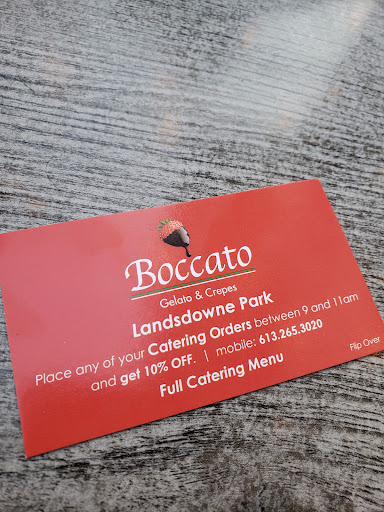 Boccato
Gelato & Crepes
Landsdowne Park
Place any of your Catering Orders between 9 and 11am
and get 10% OFF. | mobile: 613.265.3020
Full Catering Menu
Flip Over